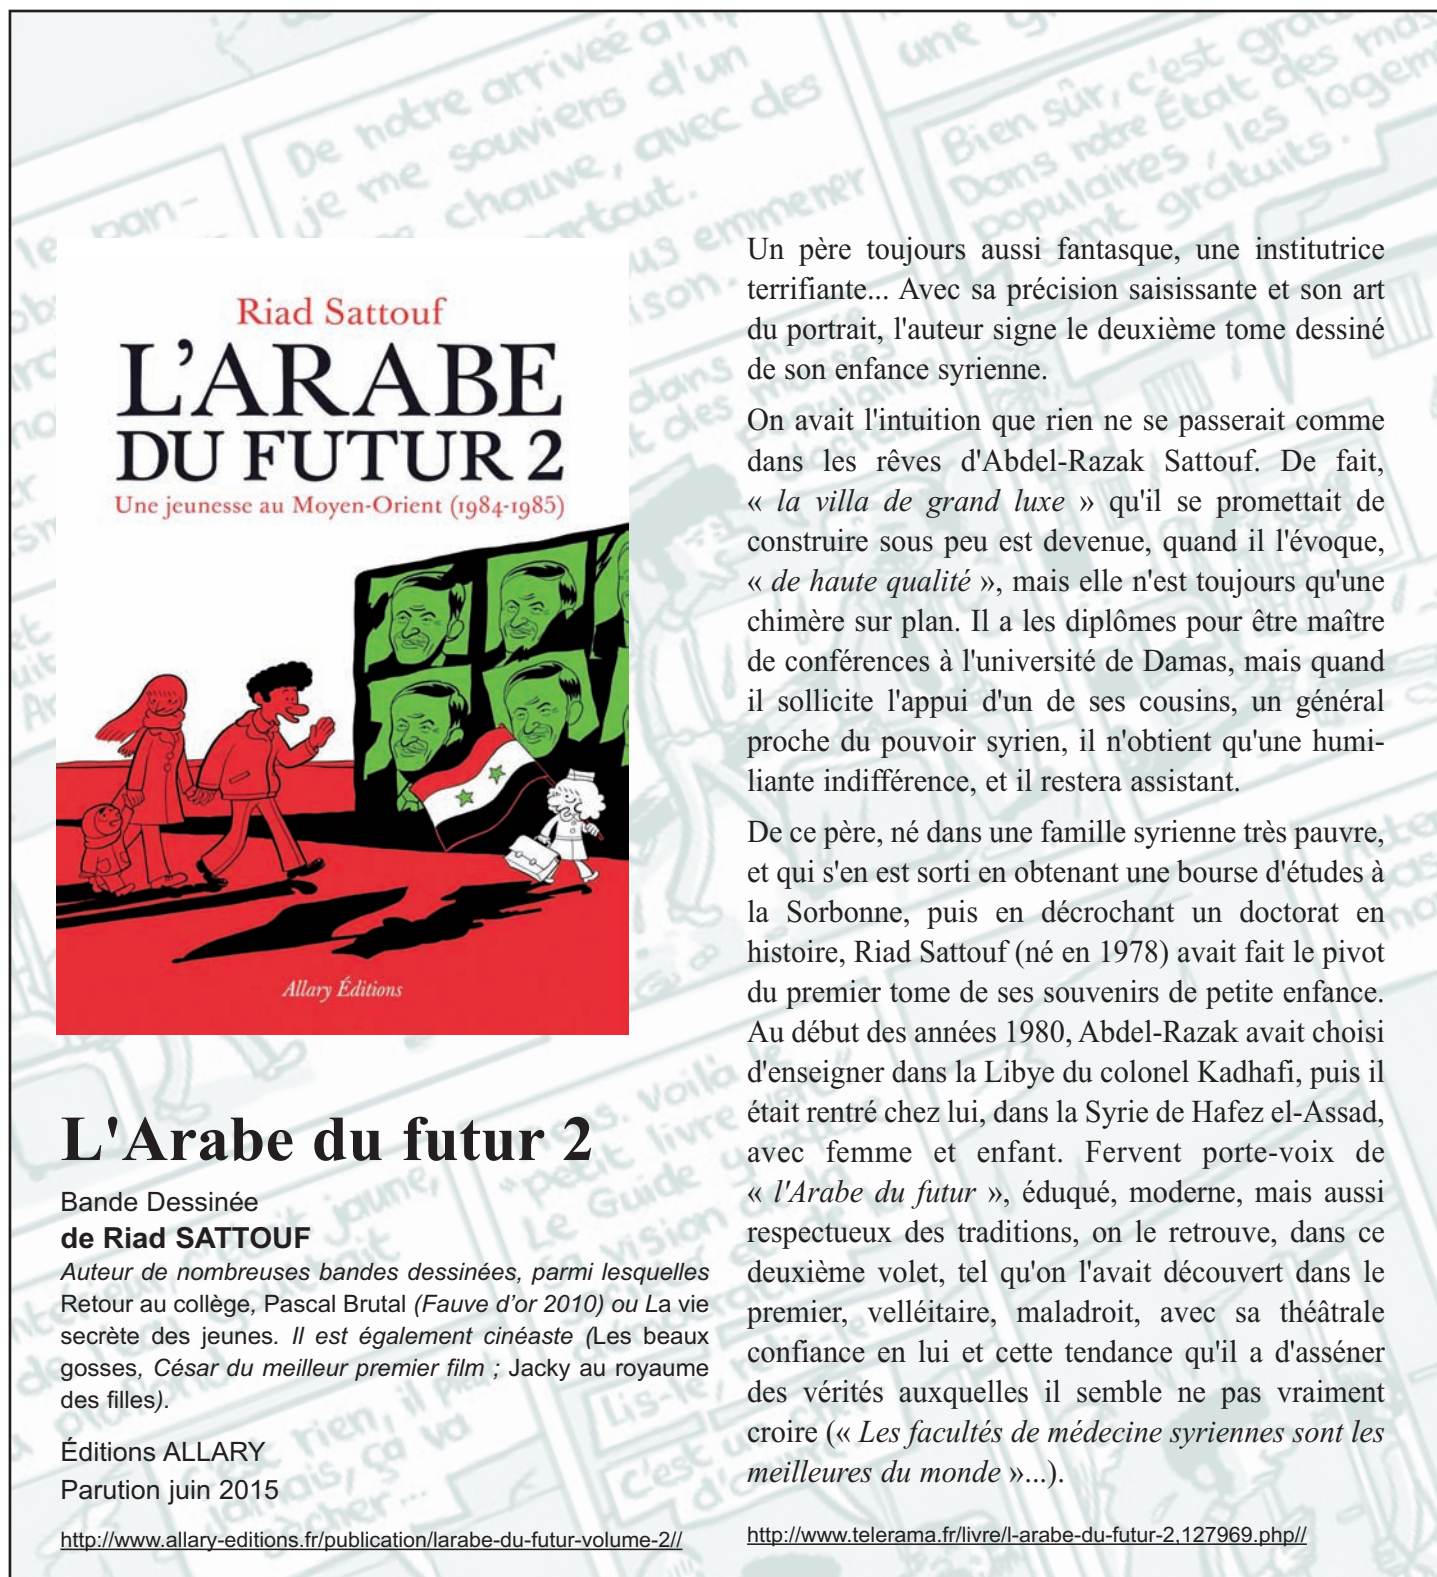 De notre arrivée à
je me souviens d'un
chauve, avec des
partout.
emmener
une
Bien sûr, c'est
Dans notre État des
populaires, les
sont gratuits.
le pan-
Riad Sattouf
L'ARABE
DU FUTUR 2
Une jeunesse au Moyen-Orient (1984-1985)
Allary Éditions
L'Arabe du futur 2
Bande Dessinée
de Riad SATTOUF
Auteur de nombreuses bandes dessinées, parmi lesquelles
Retour au collège, Pascal Brutal (Fauve d'or 2010) ou La vie
secrète des jeunes. Il est également cinéaste (Les beaux
gosses, César du meilleur premier film ; Jacky au royaume
des filles).
Éditions ALLARY
Parution juin 2015
http://www.allary-editions.fr/publication/larabe-du-futur-volume-2//
Un père toujours aussi fantasque, une institutrice
terrifiante... Avec sa précision saisissante et son art
du portrait, l'auteur signe le deuxième tome dessiné
de son enfance syrienne.
On avait l'intuition que rien ne se passerait comme
dans les rêves d'Abdel-Razak Sattouf. De fait,
« la villa de grand luxe » qu'il se promettait de
construire sous peu est devenue, quand il l'évoque,
« de haute qualité », mais elle n'est toujours qu'une
chimère sur plan. Il a les diplômes pour être maître
de conférences à l'université de Damas, mais quand
il sollicite l'appui d'un de ses cousins, un général
proche du pouvoir syrien, il n'obtient qu'une humi-
liante indifférence, et il restera assistant.
De ce père, né dans une famille syrienne très pauvre,
et qui s'en est sorti en obtenant une bourse d'études à
la Sorbonne, puis en décrochant un doctorat en
histoire, Riad Sattouf (né en 1978) avait fait le pivot
du premier tome de ses souvenirs de petite enfance.
Au début des années 1980, Abdel-Razak avait choisi
d'enseigner dans la Libye du colonel Kadhafi, puis il
était rentré chez lui, dans la Syrie de Hafez el-Assad,
avec femme et enfant. Fervent porte-voix de
« l'Arabe du futur », éduqué, moderne, mais aussi
respectueux des traditions, on le retrouve, dans ce
deuxième volet, tel qu'on l'avait découvert dans le
premier, velléitaire, maladroit, avec sa théâtrale
confiance en lui et cette tendance qu'il a d'asséner
des vérités auxquelles il semble ne pas vraiment
croire (« Les facultés de médecine syriennes sont les
meilleures du monde »...).
http://www.telerama.fr/livre/l-arabe-du-futur-2,127969.php//